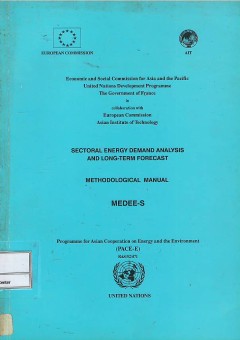 EUROPEAN COMMISSION
AIT
Economic and Social Commission for Asia and the Pacific
United Nations Development Programme
The Government of France
in
collaboration with
European Commission
Asian Institute of Technology
SECTORAL ENERGY DEMAND ANALYSIS
AND LONG-TERM FORECAST
METHODOLOGICAL MANUAL
MEDEE-S
Programme for Asian Cooperation on Energy and the Environment
(PACE-E)
UNITED NATIONS